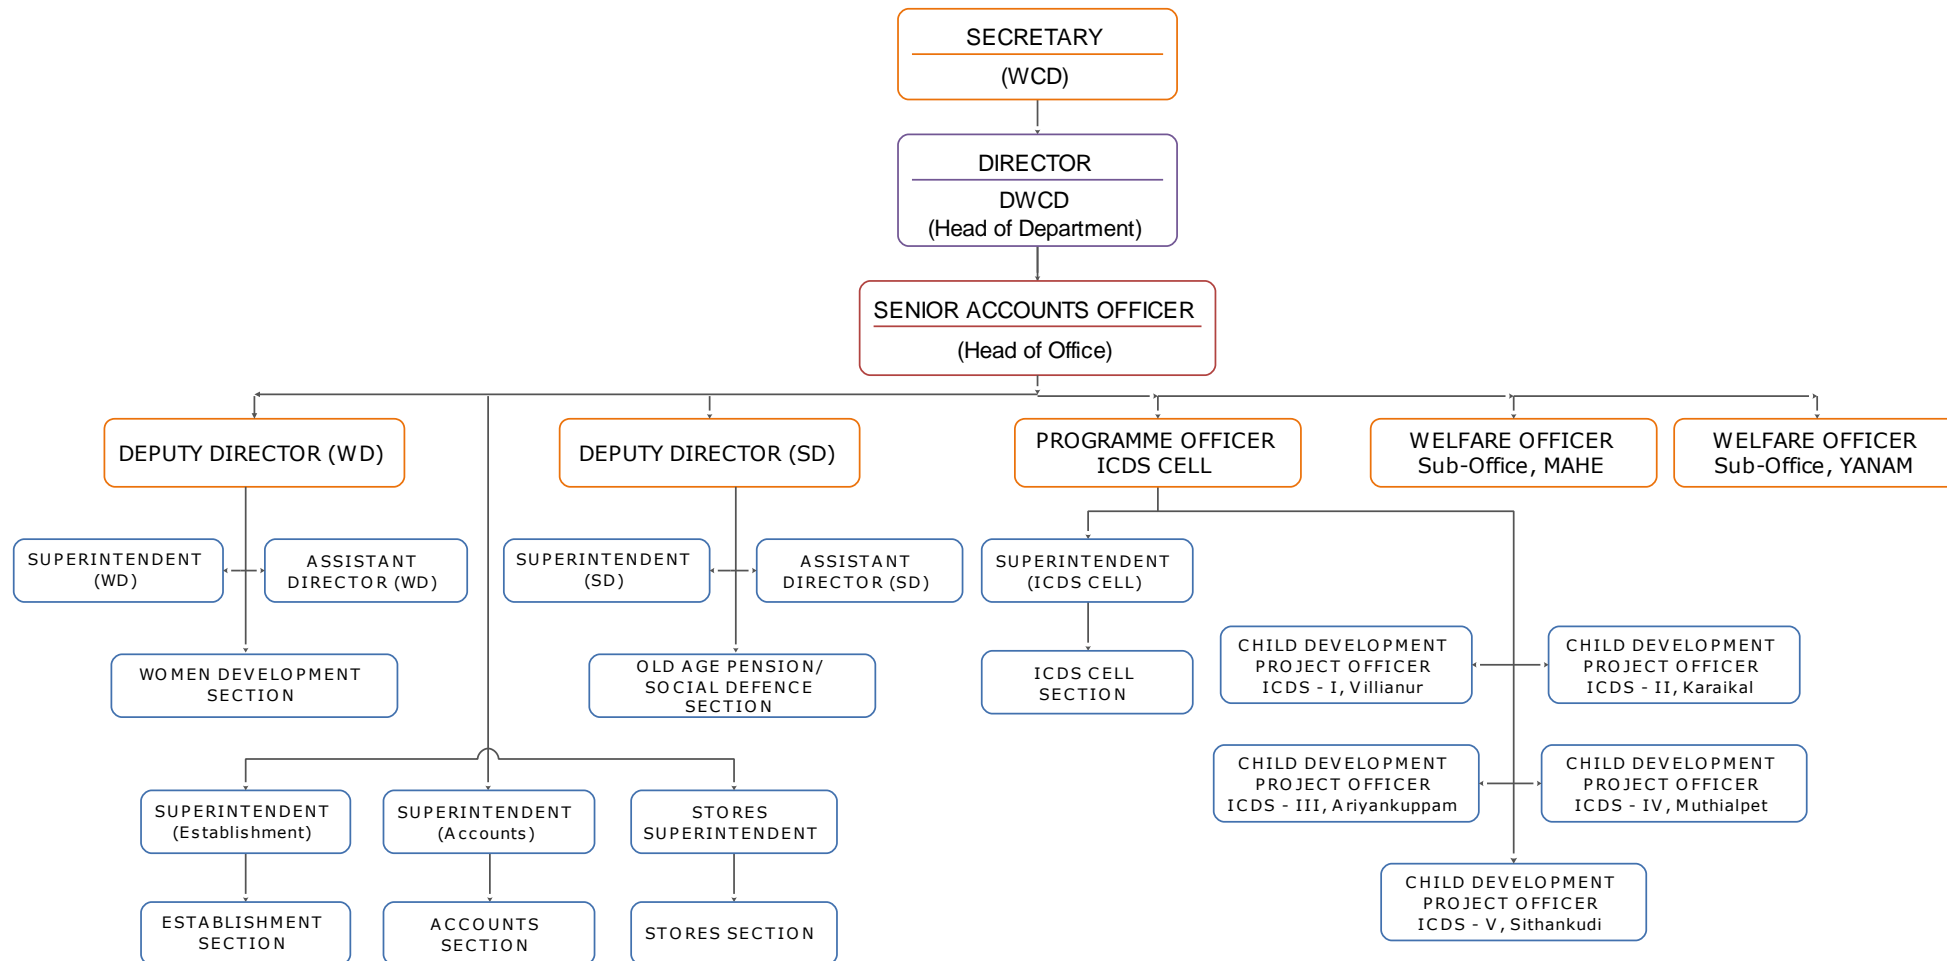 SECRETARY
(WCD)
DIRECTOR
DWCD
(Head of Department)
SENIOR ACCOUNTS OFFICER
(Head of Office)
DEPUTY DIRECTOR (WD)
DEPUTY DIRECTOR (SD)
PROGRAMME OFFICER
ICDS CELL
WELFARE OFFICER
Sub-Office, MAHE
WELFARE OFFICER
Sub-Office, YANAM
SUPERINTENDENT
(WD)
ASSISTANT
DIRECTOR (WD)
SUPERINTENDENT
(SD)
ASSISTANT
DIRECTOR (SD)
SUPERINTENDENT
(ICDS CELL)
WOMEN DEVELOPMENT
SECTION
OLD AGE PENSION/
SOCIAL DEFENCE
SECTION
ICDS CELL
SECTION
CHILD DEVELOPMENT
PROJECT OFFICER
ICDS - I, Villianur
CHILD DEVELOPMENT
PROJECT OFFICER
ICDS - II, Karaikal
CHILD DEVELOPMENT
PROJECT OFFICER
ICDS - III, Ariyankuppam
CHILD DEVELOPMENT
PROJECT OFFICER
ICDS - IV, Muthialpet
SUPERINTENDENT
(Establishment)
SUPERINTENDENT
(Accounts)
STORES
SUPERINTENDENT
CHILD DEVELOPMENT
PROJECT OFFICER
ICDS - V, Sithankudi
ESTABLISHMENT
SECTION
ACCOUNTS
SECTION
STORES SECTION